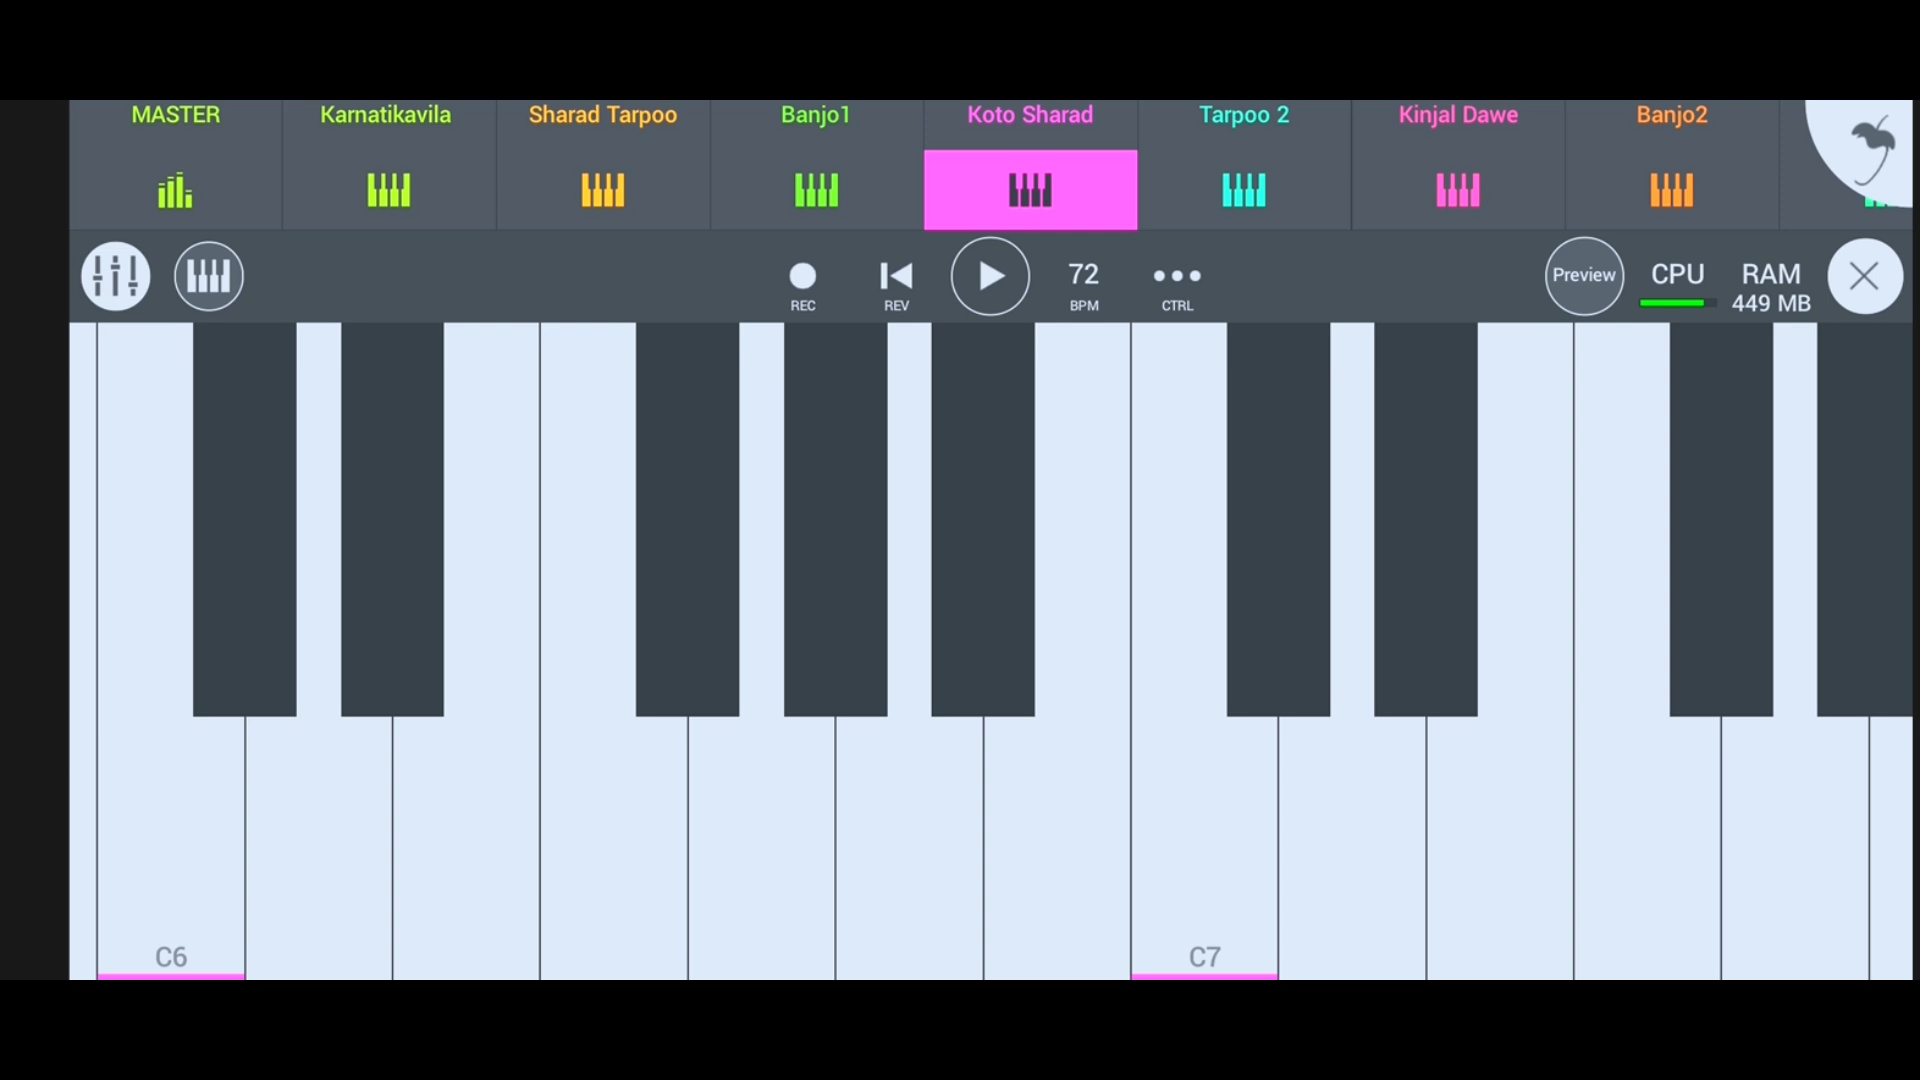 MASTER
Karnatikavila
Sharad Tarpoo
Banjo1
Koto Sharad
Tarpoo 2
Kinjal Dawe
Banjo2
REC
REV
72
BPM
CTRL
Preview
CPU
RAM
449 MB
C6
C7